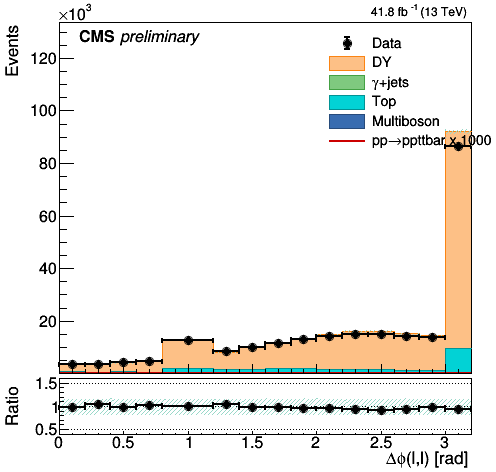 ×10³
41.8 fb⁻¹ (13 TeV)
Events
CMS preliminary
Data
DY
γ+jets
Top
Multiboson
pp→ppttbar x 1000
120
100
80
60
40
20
Ratio
1.5
1
0.5
0 0.5 1 1.5 2 2.5 3
Δϕ(l,l) [rad]